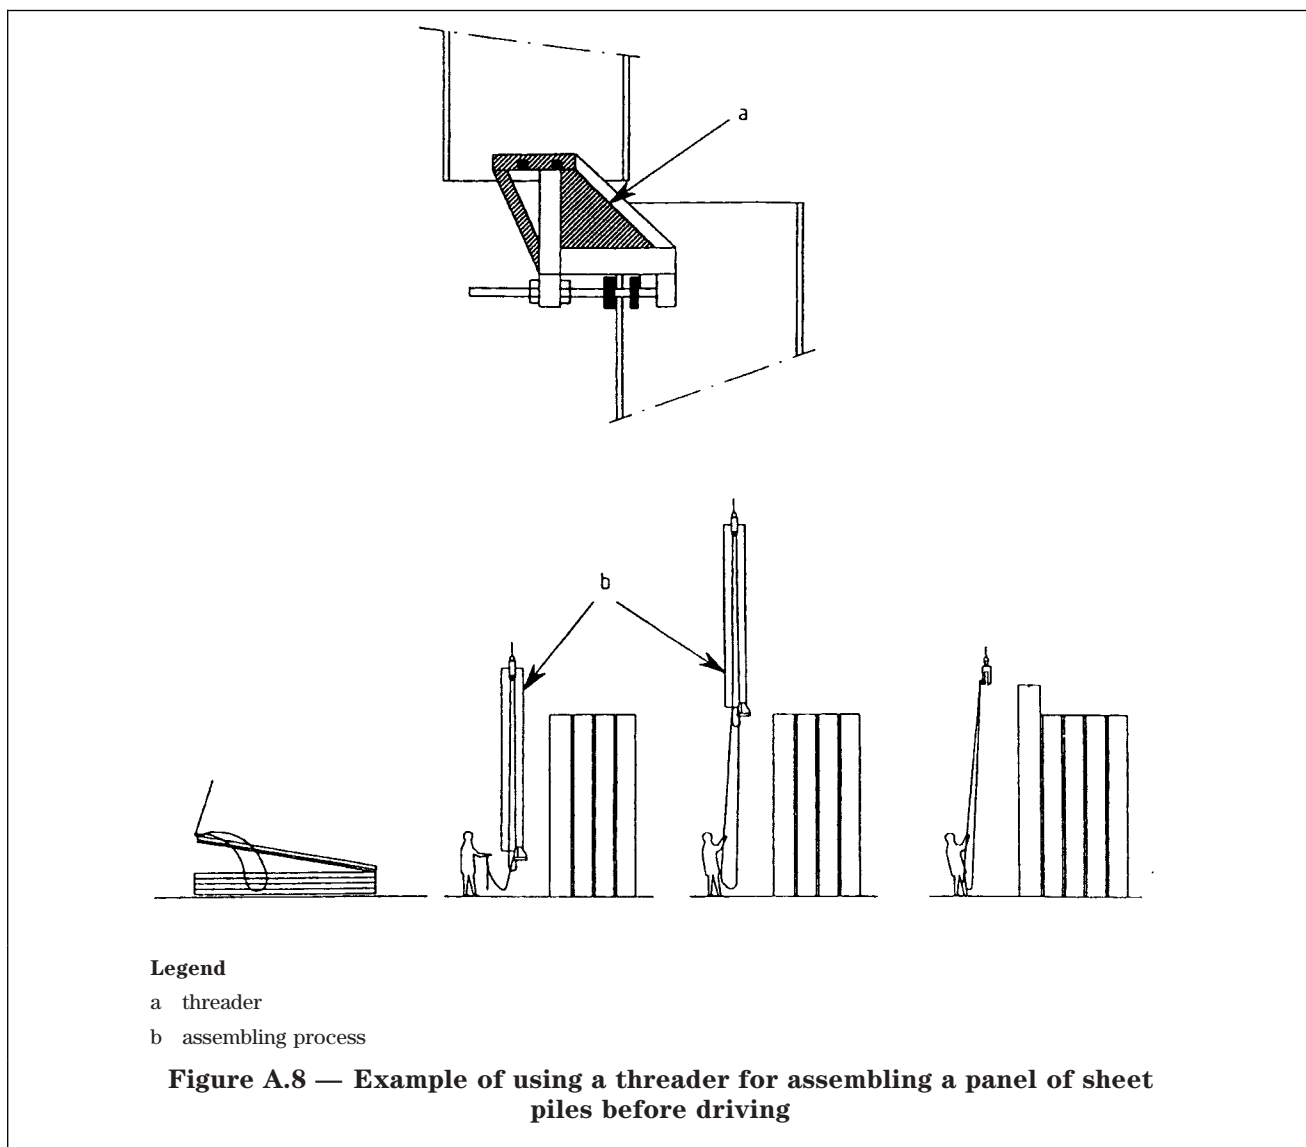 a
b
Legend
a threader
b assembling process
Figure A.8 — Example of using a threader for assembling a panel of sheet
piles before driving